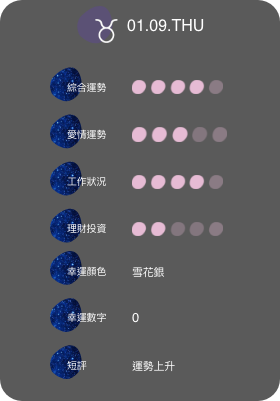 01.09.THU
綜合運勢
愛情運勢
工作狀況
理財投資
幸運顏色 雪花銀
幸運數字 0
短評 運勢上升